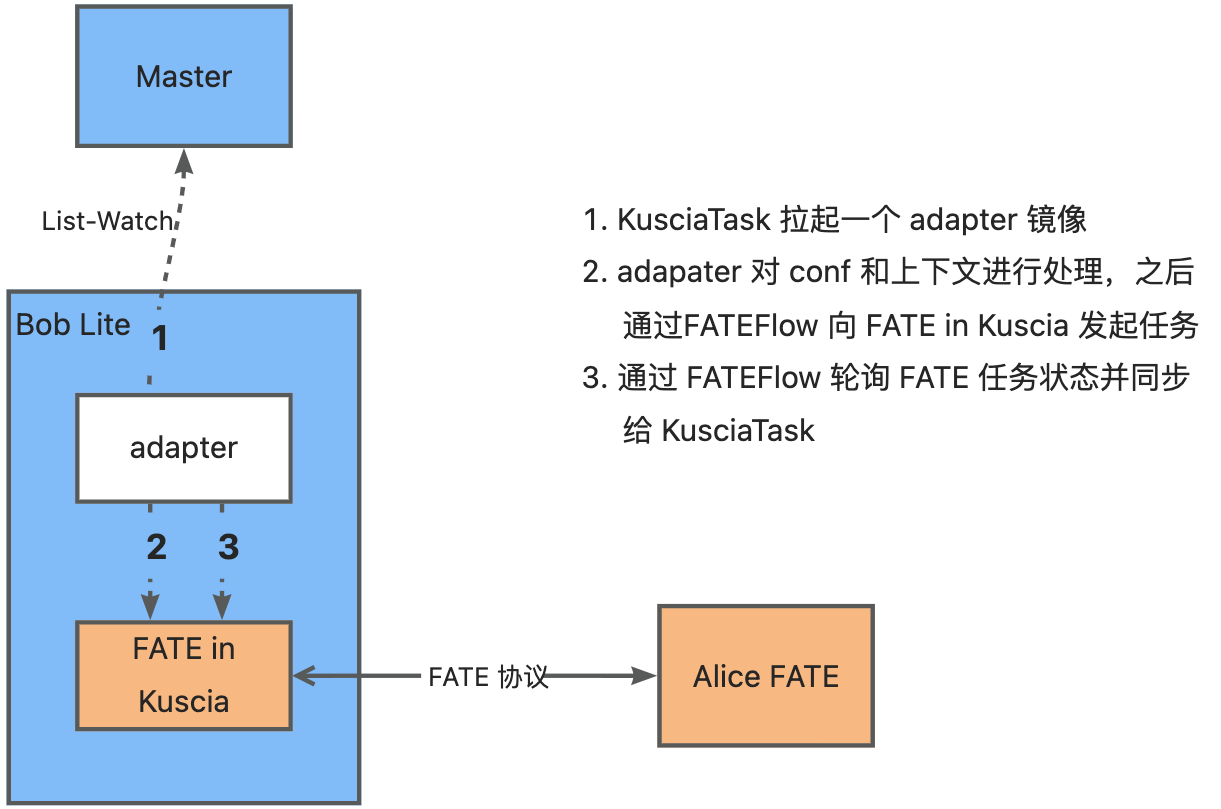 Master
List-Watch
Bob Lite
1
adapter
2
3
FATE in
Kuscia
FATE 协议
Alice FATE
1. KusciaTask 拉起一个 adapter 镜像
2. adapater 对 conf 和上下文进行处理，之后
通过FATEFlow 向 FATE in Kuscia 发起任务
3. 通过 FATEFlow 轮询 FATE 任务状态并同步
给 KusciaTask